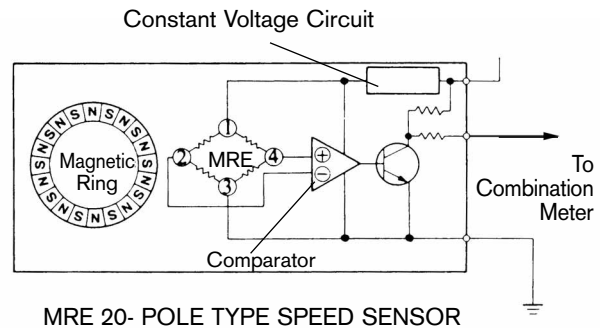 Constant Voltage Circuit
N S N S N S N S N S N S N S N S N S N S
Magnetic
Ring
1
2
MRE
4
3
+
−
To
Combination
Meter
Comparator
MRE 20- POLE TYPE SPEED SENSOR